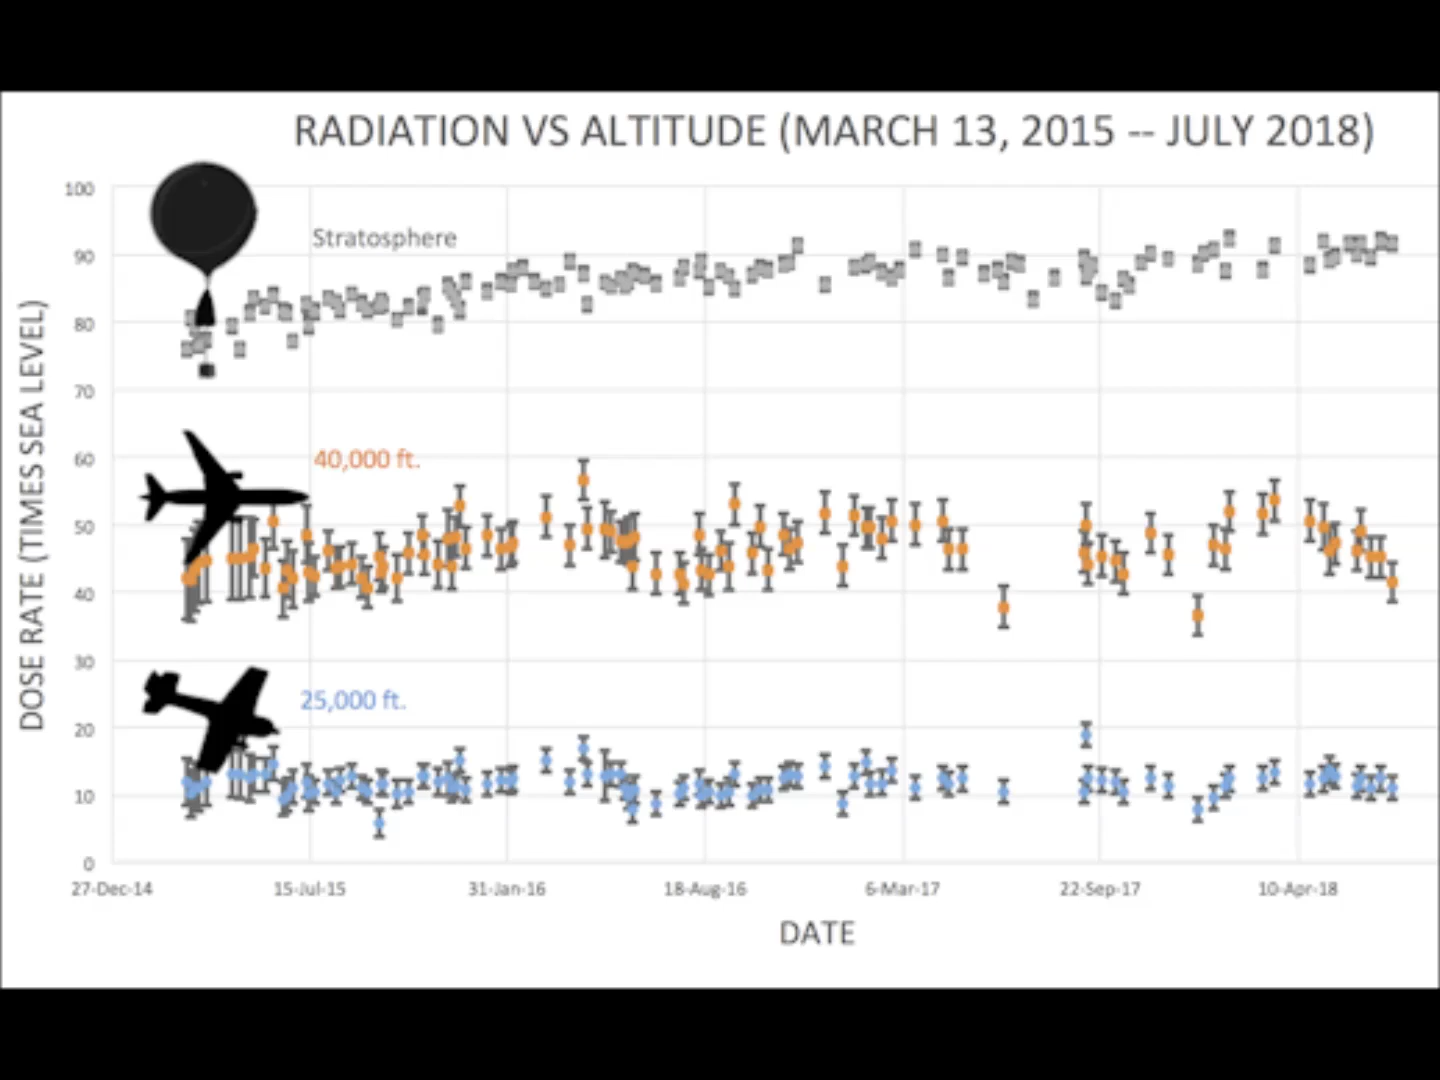 RADIATION VS ALTITUDE (MARCH 13, 2015 -- JULY 2018)
DOSE RATE (TIMES SEA LEVEL)
100
90
80
70
60
50
40
30
20
10
0
Stratosphere
40,000 ft.
25,000 ft.
27-Dec-14
15-Jul-15
31-Jan-16
18-Aug-16
6-Mar-17
22-Sep-17
10-Apr-18
DATE